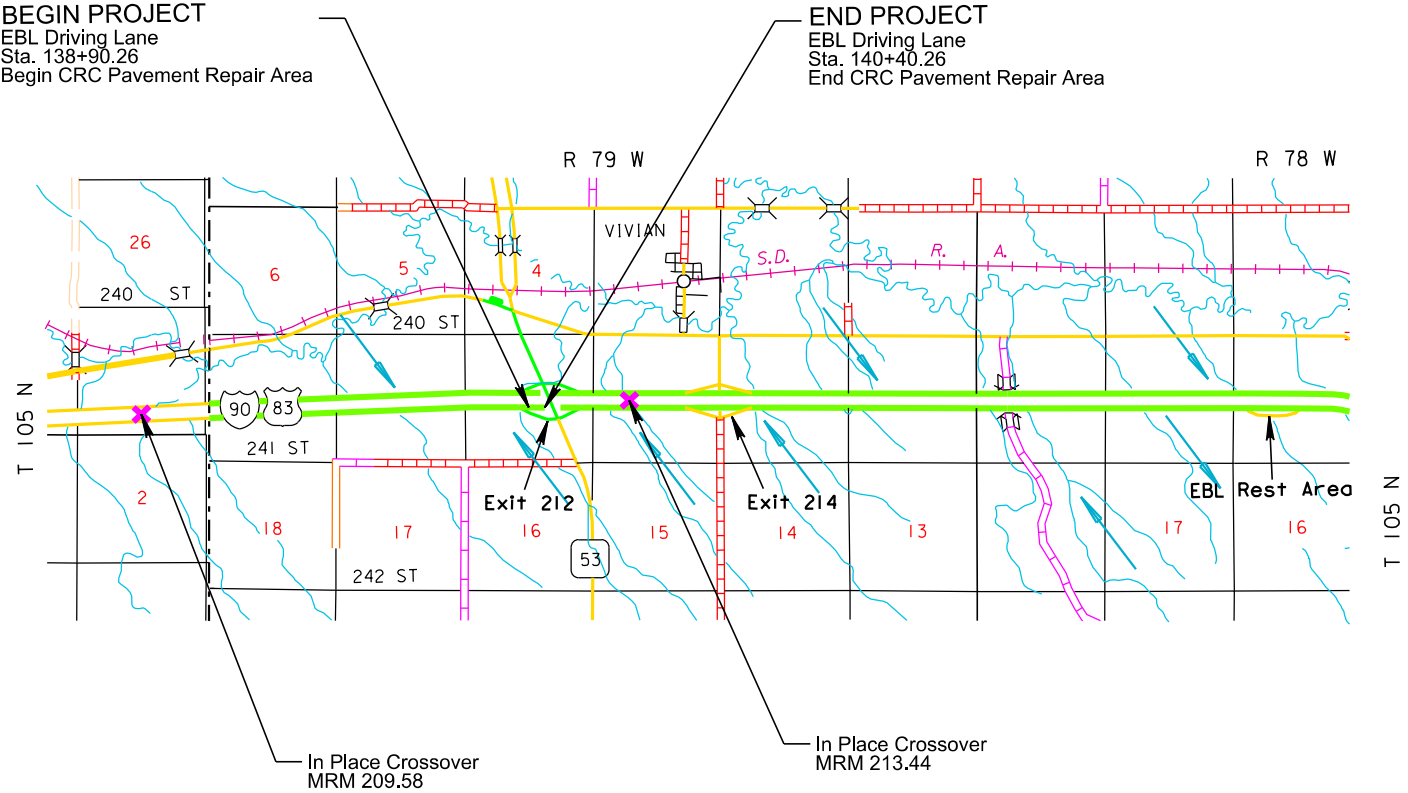 BEGIN PROJECT
EBL Driving Lane
Sta. 138+90.26
Begin CRC Pavement Repair Area
END PROJECT
EBL Driving Lane
Sta. 140+40.26
End CRC Pavement Repair Area
R 79 W
R 78 W
26
6
5
4
VIVIAN
S.D.
R.
A.
240 ST
240 ST
T 105 N
90
83
241 ST
2
18
17
Exit 212
16
53
15
Exit 214
14
13
17
EBL Rest Area
16
T 105 N
242 ST
In Place Crossover
MRM 209.58
In Place Crossover
MRM 213.44